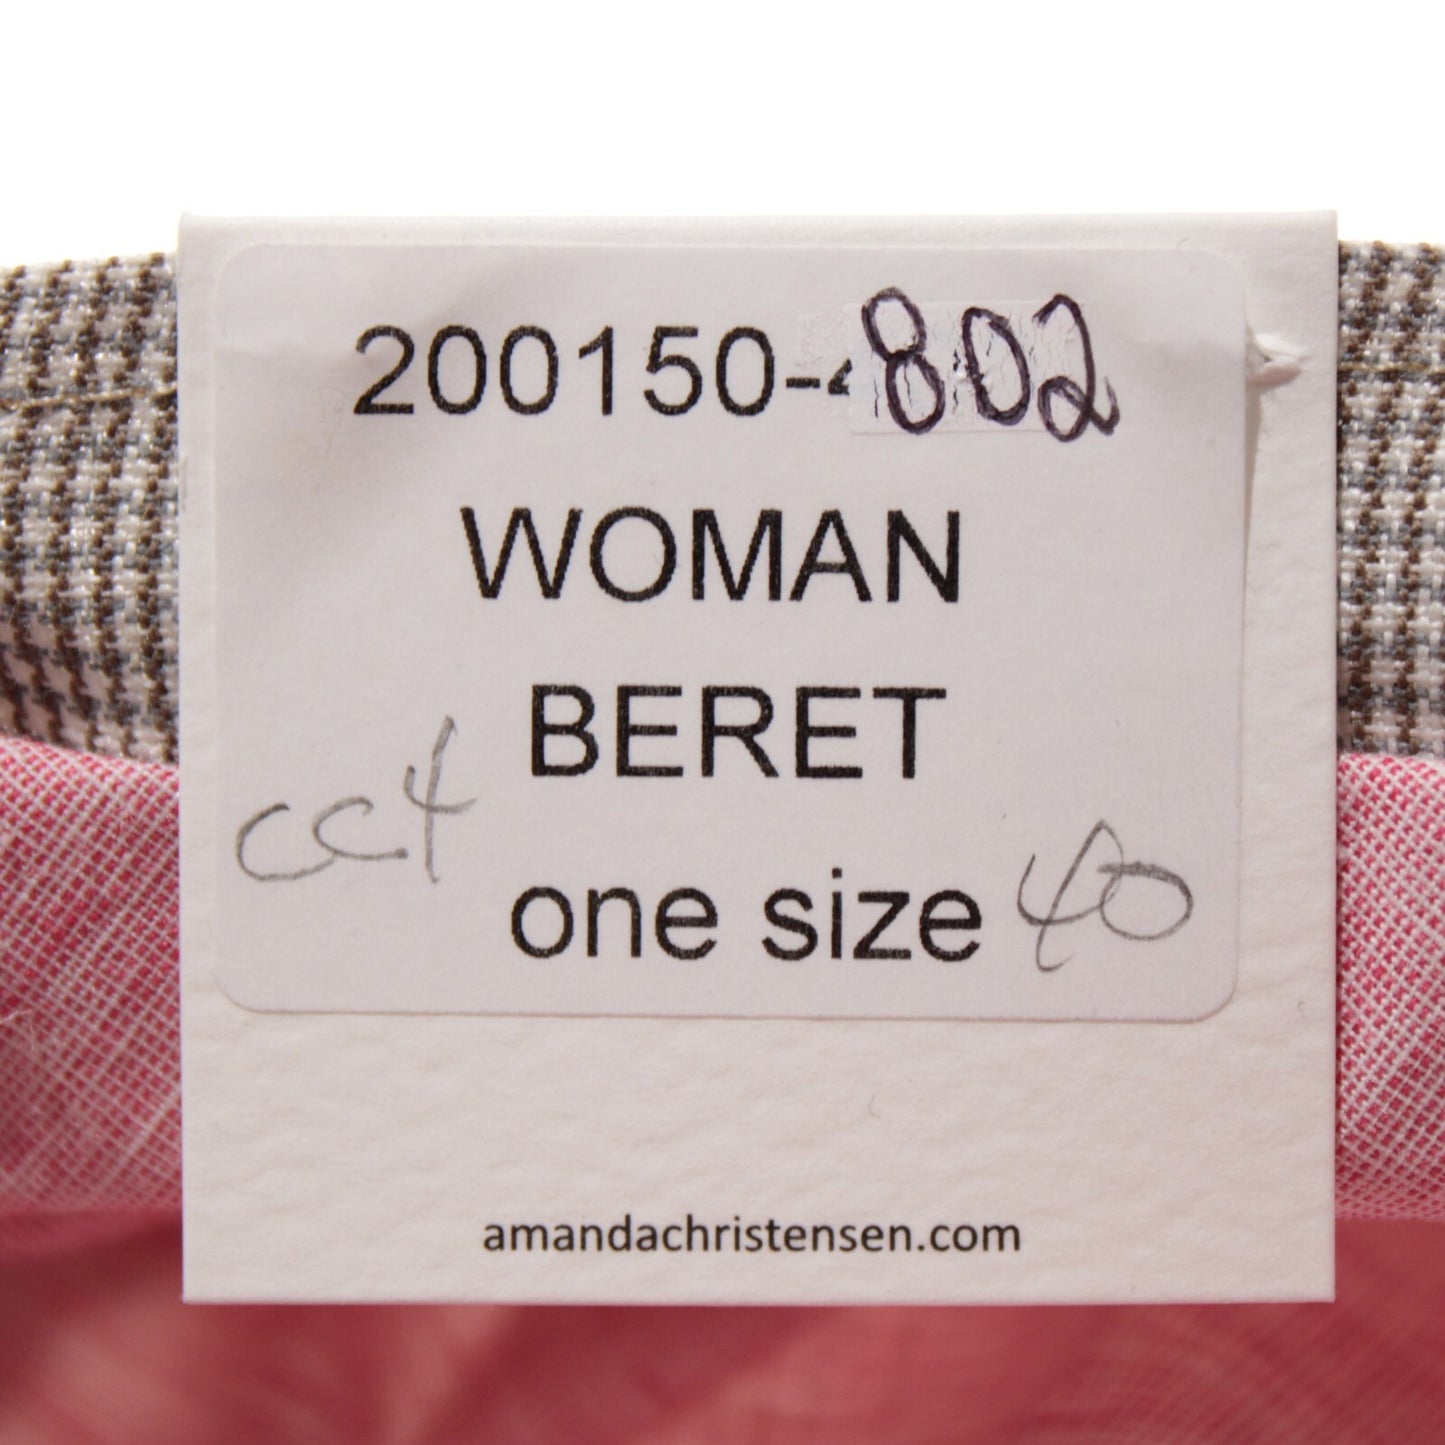 200150-802
WOMAN
BERET
cc4
one size 40
amandachristensen.com